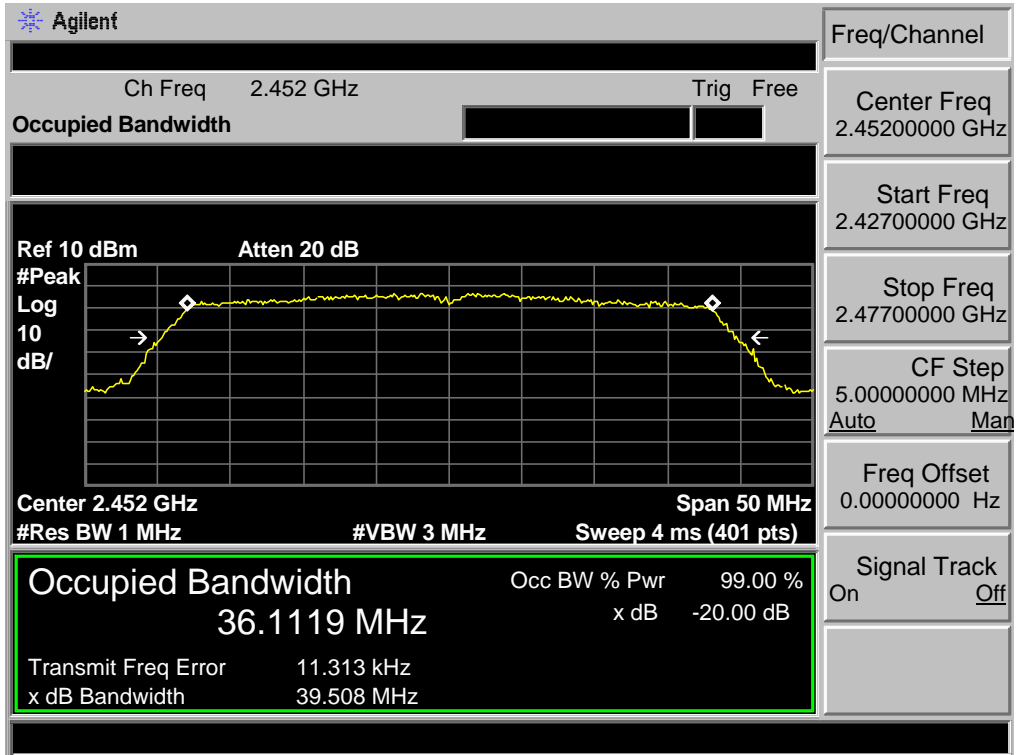 Agilent
Freq/Channel
Ch Freq 2.452 GHz Trig Free
Occupied Bandwidth
Center Freq
2.45200000 GHz
Start Freq
2.42700000 GHz
Stop Freq
2.47700000 GHz
CF Step
5.00000000 MHz
Auto Man
Freq Offset
0.00000000 Hz
Signal Track
On Off
Ref 10 dBm Atten 20 dB
#Peak
Log
10
dB/
Center 2.452 GHz Span 50 MHz
#Res BW 1 MHz #VBW 3 MHz Sweep 4 ms (401 pts)
Occupied Bandwidth Occ BW % Pwr 99.00 %
36.1119 MHz x dB -20.00 dB
Transmit Freq Error 11.313 kHz
x dB Bandwidth 39.508 MHz